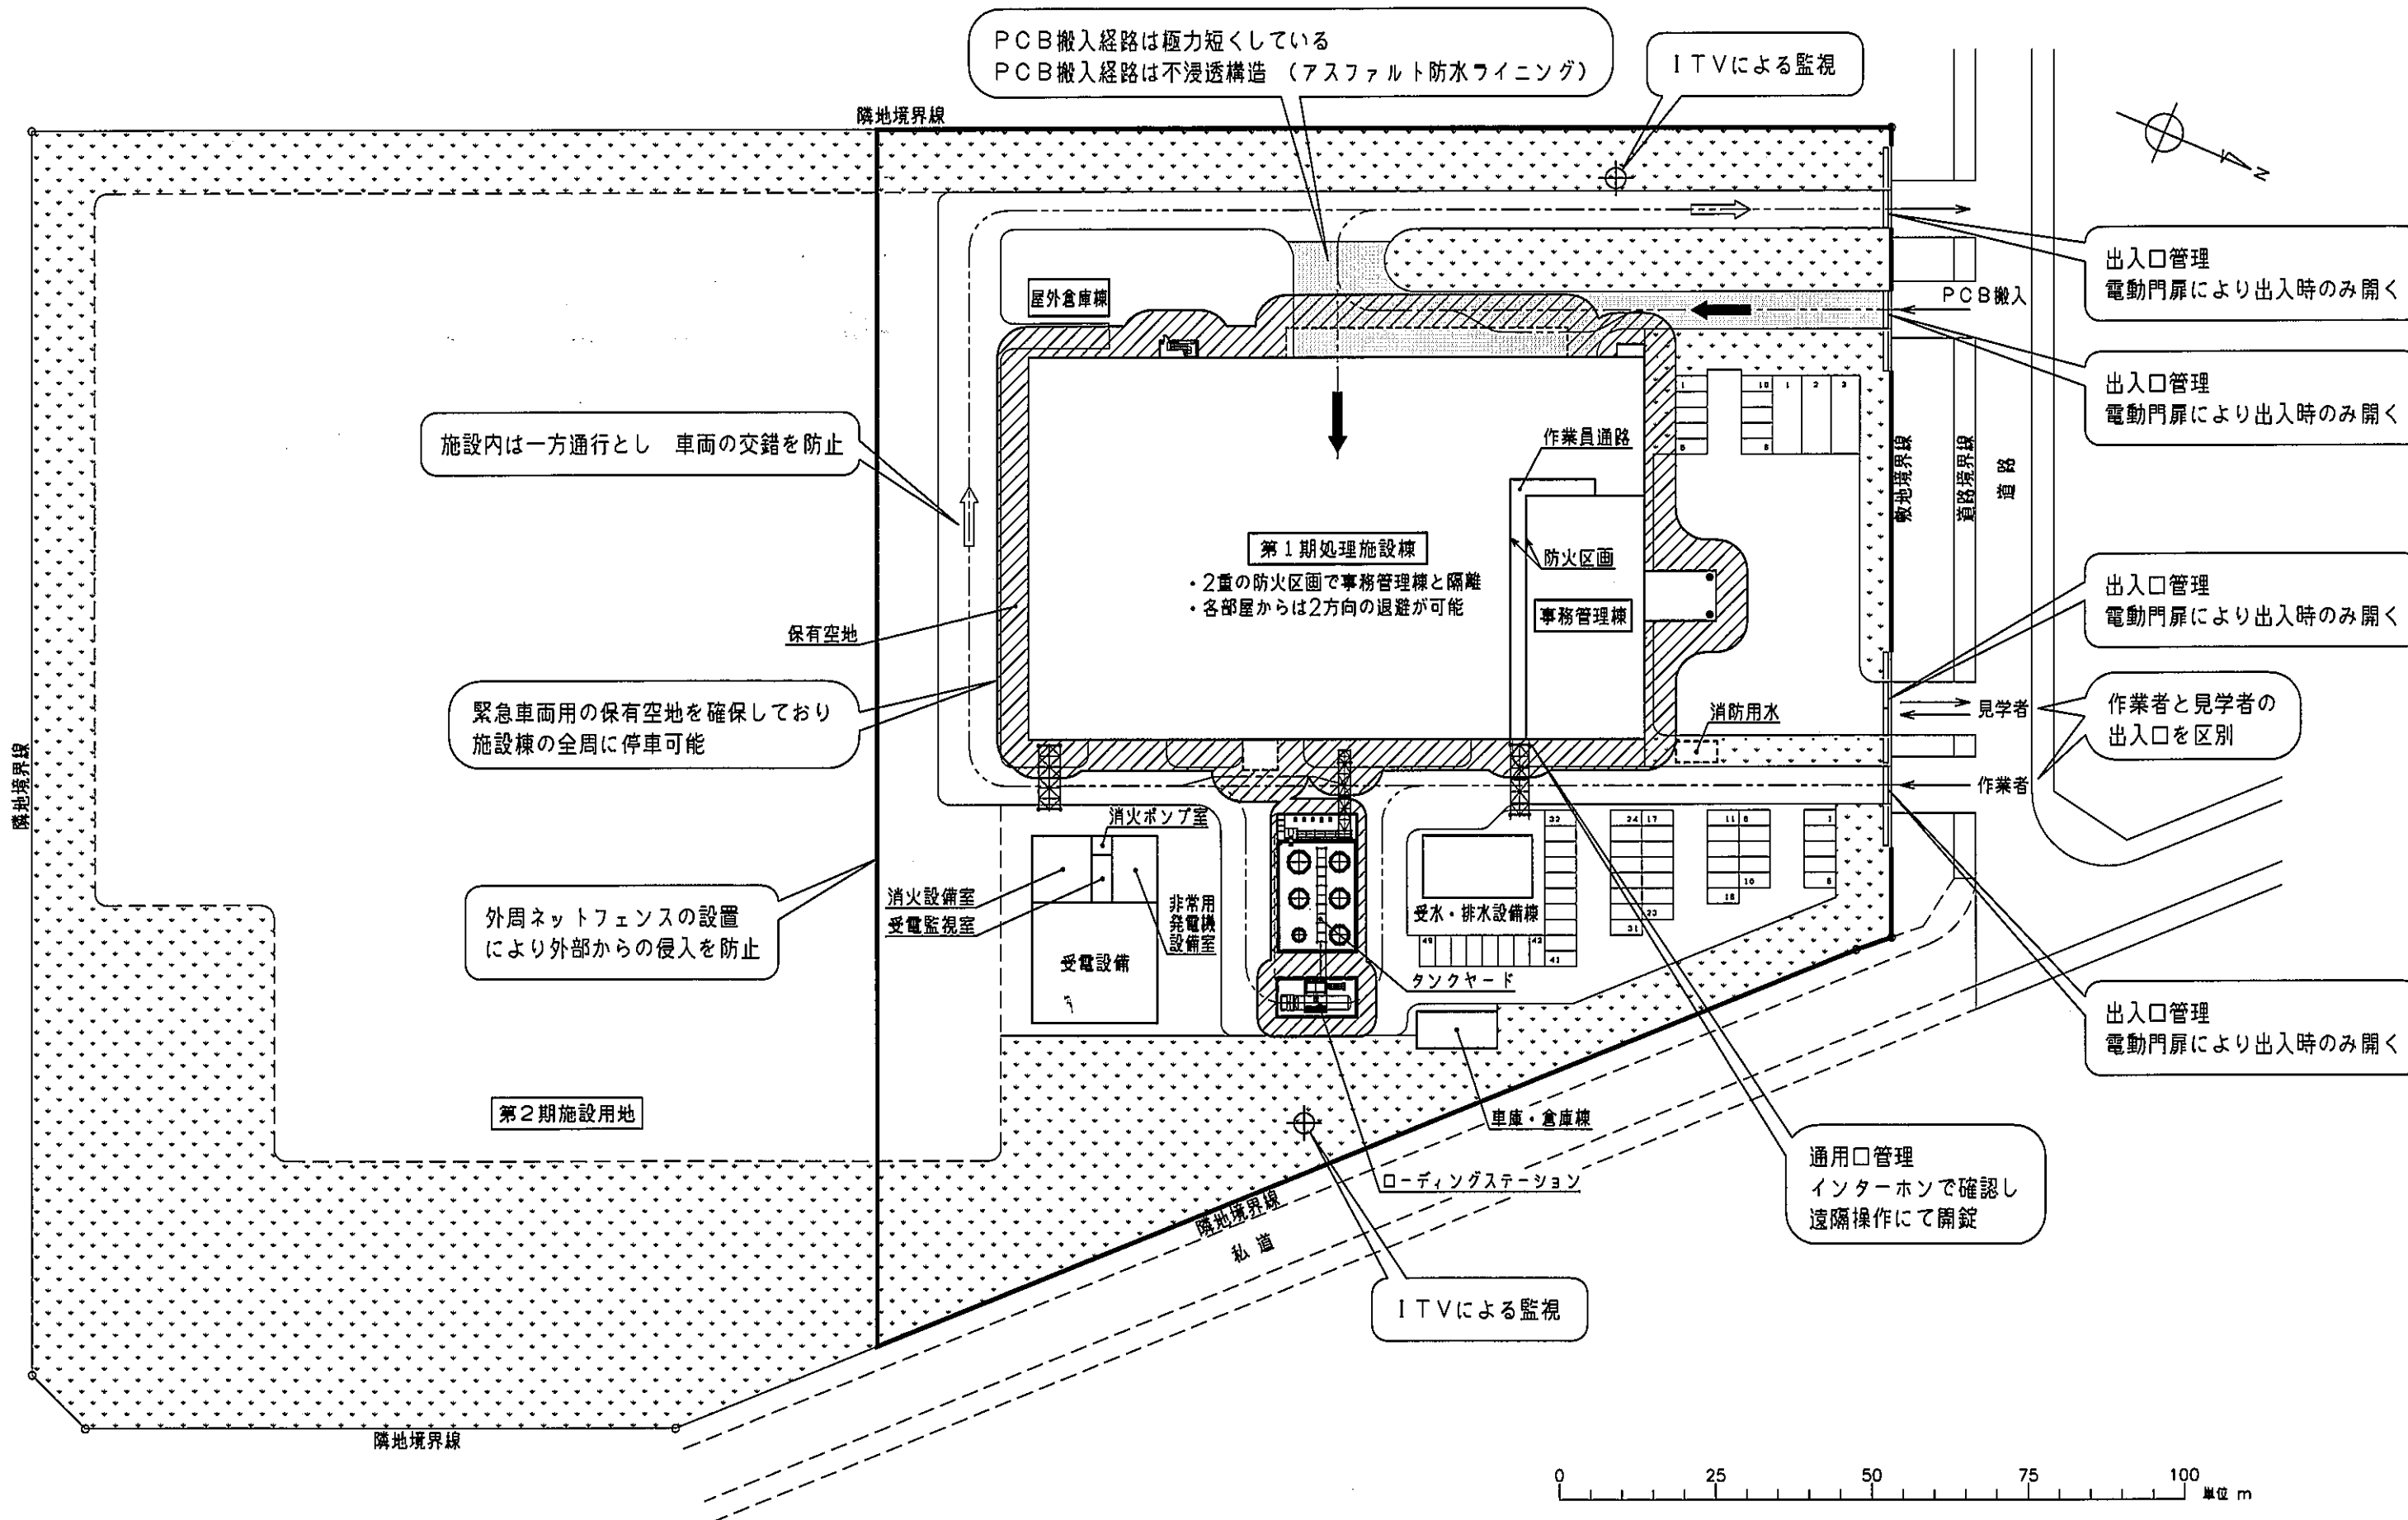 PCB搬入経路は極力短くしている
PCB搬入経路は不浸透構造 (アスファルト防水ライニング)
ITVによる監視
隣地境界線
N
出入口管理
電動門扉により出入時のみ開く
PCB搬入
出入口管理
電動門扉により出入時のみ開く
屋外倉庫棟
1
10
1
2
3
5
6
施設内は一方通行とし 車両の交錯を防止
作業員通路
敷地境界線
道路境界線
道路
第1期処理施設棟
・2重の防火区画で事務管理棟と隔離
・各部屋からは2方向の退避が可能
防火区画
事務管理棟
出入口管理
電動門扉により出入時のみ開く
保有空地
緊急車両用の保有空地を確保しており
施設棟の全周に停車可能
消防用水
見学者
作業者と見学者の
出入口を区別
作業者
隣地境界線
消火ポンプ室
消火設備室
受電監視室
非常用
発電機
設備室
受電設備
32
24
17
11
8
1
5
10
18
23
31
受水・排水設備棟
49
42
41
タンクヤード
外周ネットフェンスの設置
により外部からの侵入を防止
出入口管理
電動門扉により出入時のみ開く
第2期施設用地
車庫・倉庫棟
ローディングステーション
通用口管理
インターホンで確認し
遠隔操作にて開錠
隣地境界線
私道
ITVによる監視
隣地境界線
0
25
50
75
100
単位 m